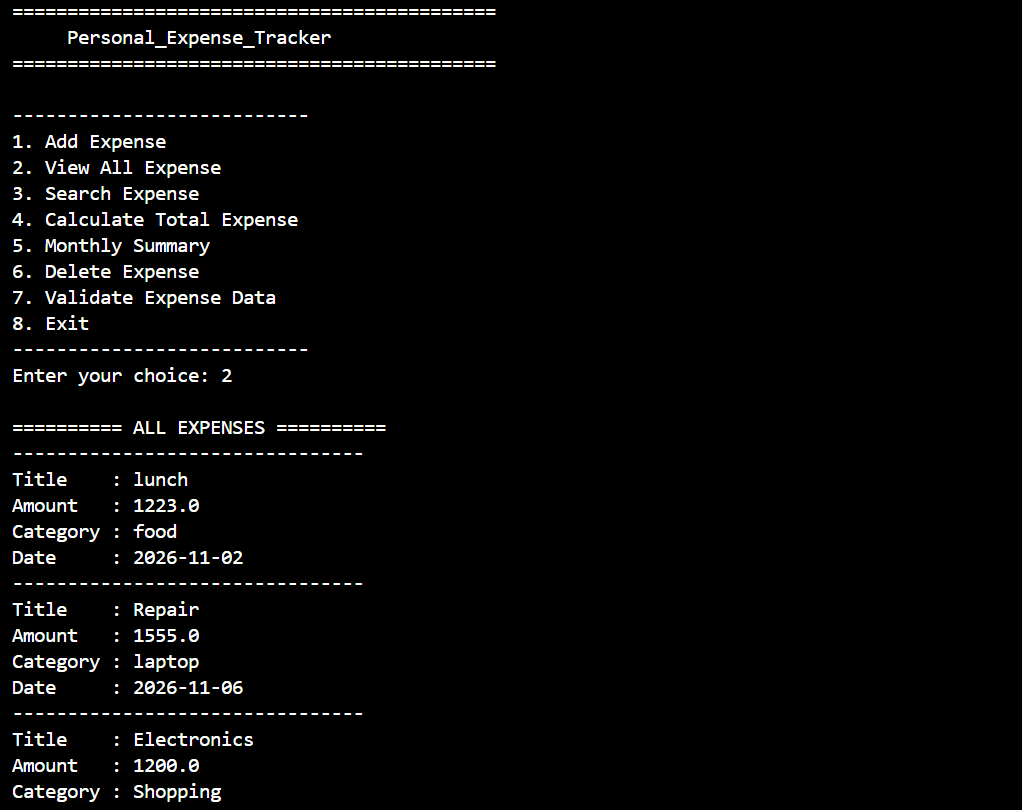 ============================================
     Personal_Expense_Tracker
============================================

---------------------------
1. Add Expense
2. View All Expense
3. Search Expense
4. Calculate Total Expense
5. Monthly Summary
6. Delete Expense
7. Validate Expense Data
8. Exit
---------------------------
Enter your choice: 2

========== ALL EXPENSES ==========
--------------------------------
Title    : lunch
Amount   : 1223.0
Category : food
Date     : 2026-11-02
--------------------------------
Title    : Repair
Amount   : 1555.0
Category : laptop
Date     : 2026-11-06
--------------------------------
Title    : Electronics
Amount   : 1200.0
Category : Shopping